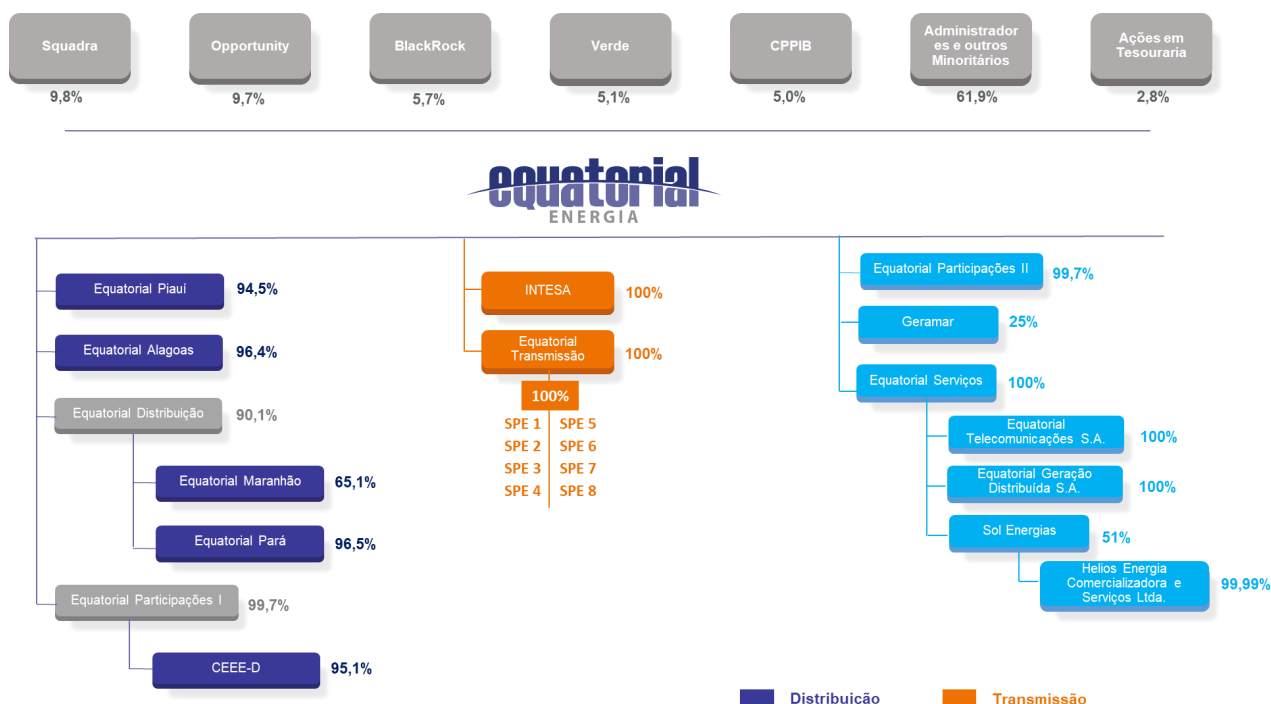 Squadra
Opportunity
BlackRock
Verde
CPPIB
Administrador
es e outros
Minoritários
Ações em
Tesouraria
9,8%
9,7%
5,7%
5,1%
5,0%
61,9%
2,8%
equatorial
ENERGIA
Equatorial Piauí
94,5%
Equatorial Alagoas
96,4%
Equatorial Distribuição
90,1%
Equatorial Maranhão
65,1%
Equatorial Pará
96,5%
Equatorial Participações I
99,7%
CEEE-D
95,1%
INTESA
100%
Equatorial
Transmissão
100%
100%
SPE 1 SPE 5
SPE 2 SPE 6
SPE 3 SPE 7
SPE 4 SPE 8
Equatorial Participações II
99,7%
Geramar
25%
Equatorial Serviços
100%
Equatorial
Telecomunicações S.A.
100%
Equatorial Geração
Distribuída S.A.
100%
Sol Energias
51%
Helios Energia
Comercializadora e
Serviços Ltda.
99,99%
Distribuição
Transmissão